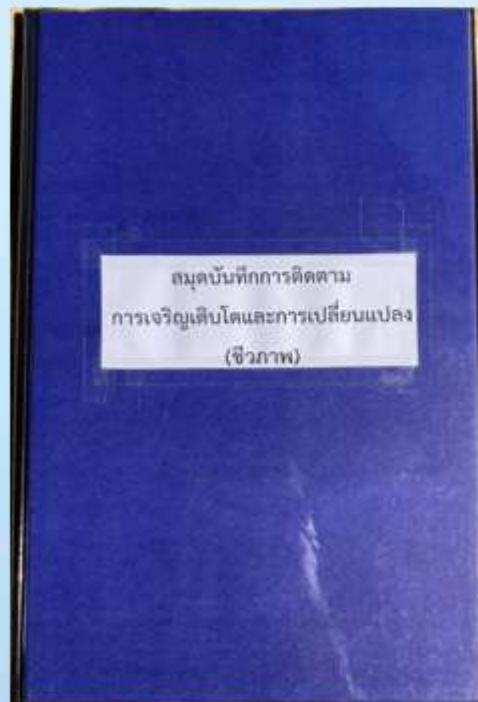 สมุดบันทึกการติดตาม
การเจริญเติบโตและการเปลี่ยนแปลง
(ชีวภาพ)